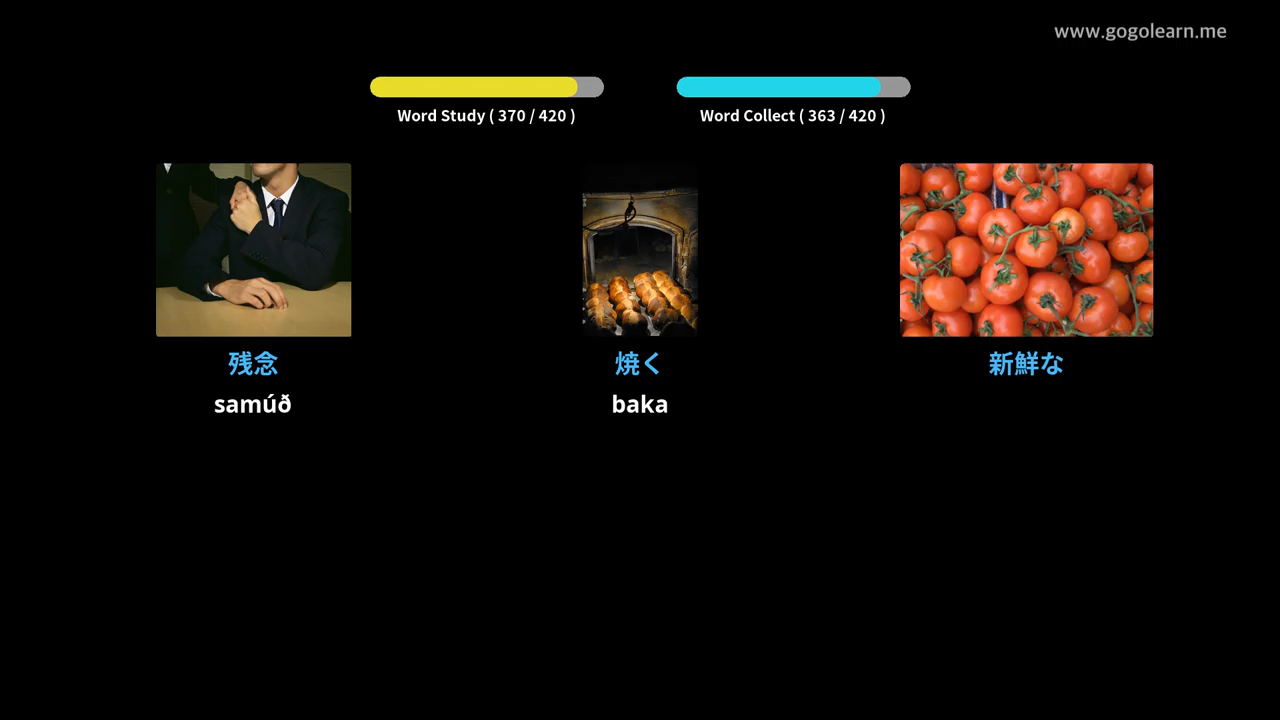 www.gogolearn.me
Word Study ( 370 / 420 )
Word Collect ( 363 / 420 )
残念
焼く
新鮮な
samúð
baka